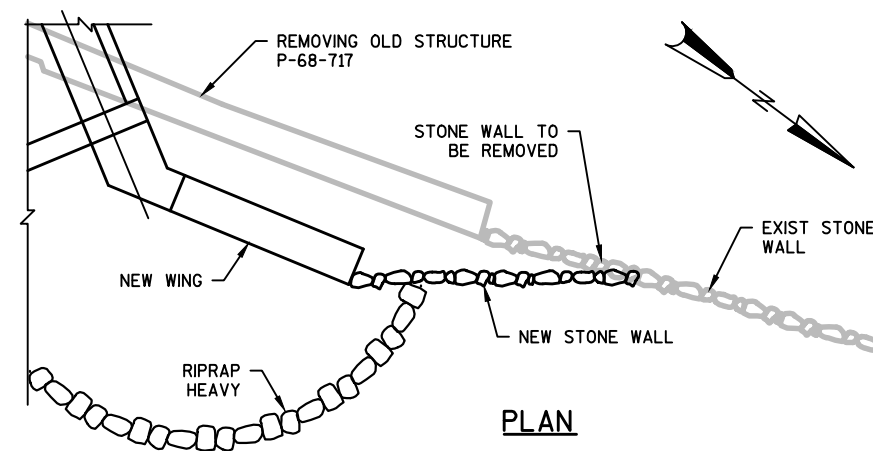 REMOVING OLD STRUCTURE
P-68-717
STONE WALL TO
BE REMOVED
N
EXIST STONE
WALL
NEW WING
NEW STONE WALL
RIPRAP
HEAVY
PLAN